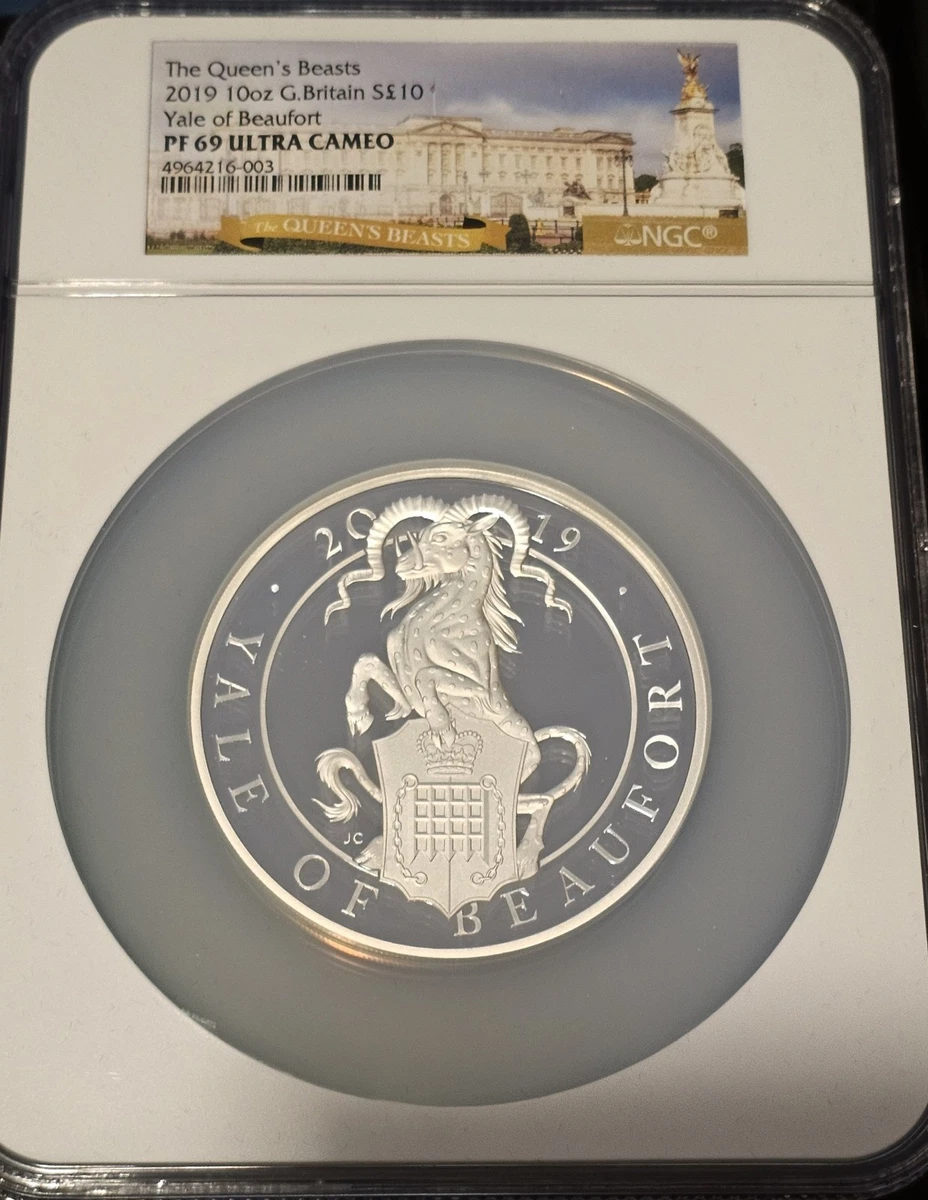 The Queen's Beasts
2019 10oz G.Britain S£10
Yale of Beaufort
PF 69 ULTRA CAMEO
4964216-003
The QUEEN'S BEASTS
NGC®
2019
YALE OF BEAUFORT
JC